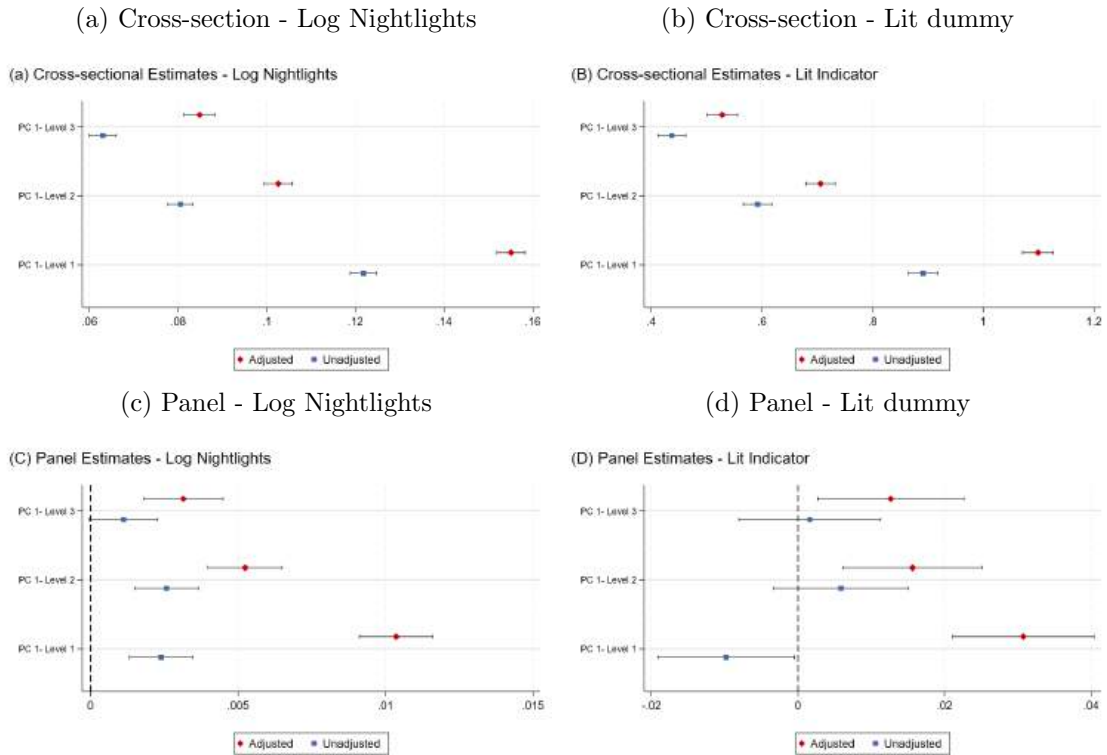 (a) Cross-section - Log Nightlights
(b) Cross-section - Lit dummy
(a) Cross-sectional Estimates - Log Nightlights
PC 1- Level 3
PC 1- Level 2
PC 1- Level 1
.06 .08 .1 .12 .14 .16
Adjusted Unadjusted
(B) Cross-sectional Estimates - Lit Indicator
PC 1- Level 3
PC 1- Level 2
PC 1- Level 1
.4 .6 .8 1 1.2
Adjusted Unadjusted
(c) Panel - Log Nightlights
(d) Panel - Lit dummy
(C) Panel Estimates - Log Nightlights
PC 1- Level 3
PC 1- Level 2
PC 1- Level 1
0 .005 .01 .015
Adjusted Unadjusted
(D) Panel Estimates - Lit Indicator
PC 1- Level 3
PC 1- Level 2
PC 1- Level 1
-.02 0 .02 .04
Adjusted Unadjusted